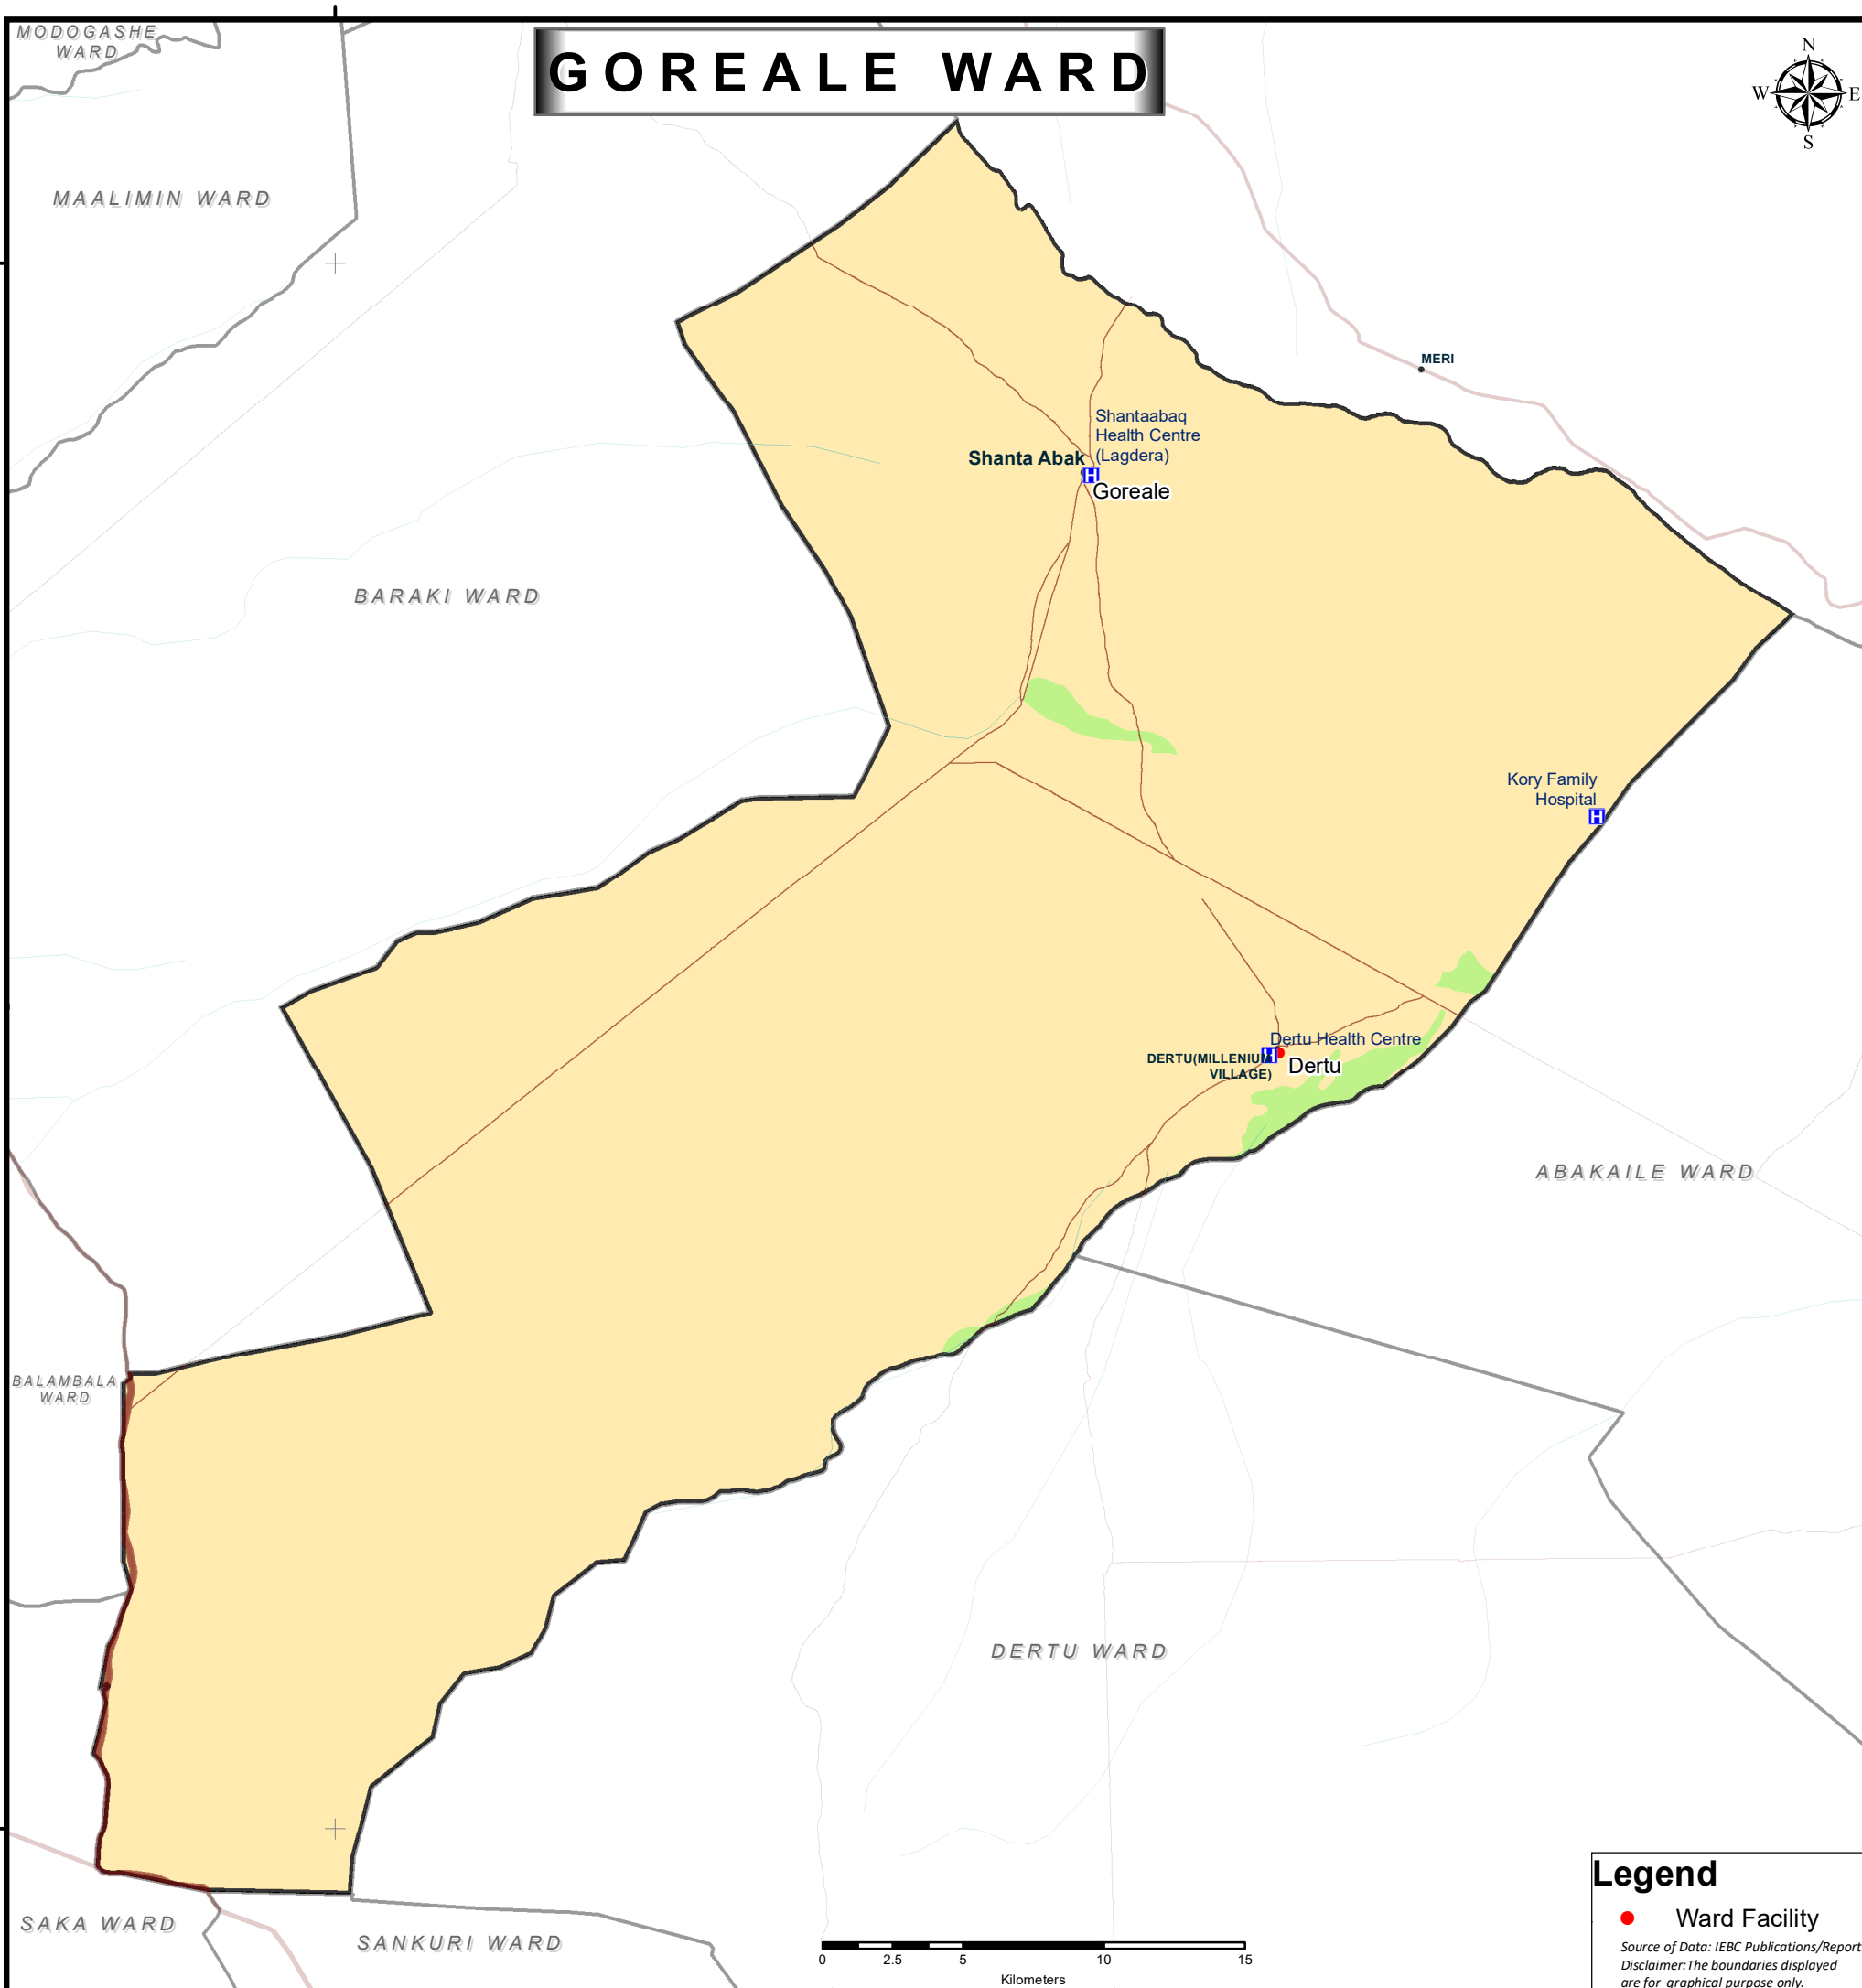 MODOGASHE
WARD
GOREALE WARD
N
W
E
S
MAALIMIN WARD
MERI
Shantaabaq
Health Centre
(Lagdera)
Shanta Abak
H
Goreale
BARAKI WARD
Kory Family
Hospital
H
Dertu Health Centre
DERTU(MILLENIUM
VILLAGE)
H
Dertu
ABAKAILE WARD
BALAMBALA
WARD
DERTU WARD
SAKA WARD
SANKURI WARD
0 2.5 5 10 15
Kilometers
Legend
Ward Facility
Source of Data: IEBC Publications/Report
Disclaimer:The boundaries displayed
are for graphical purpose only.